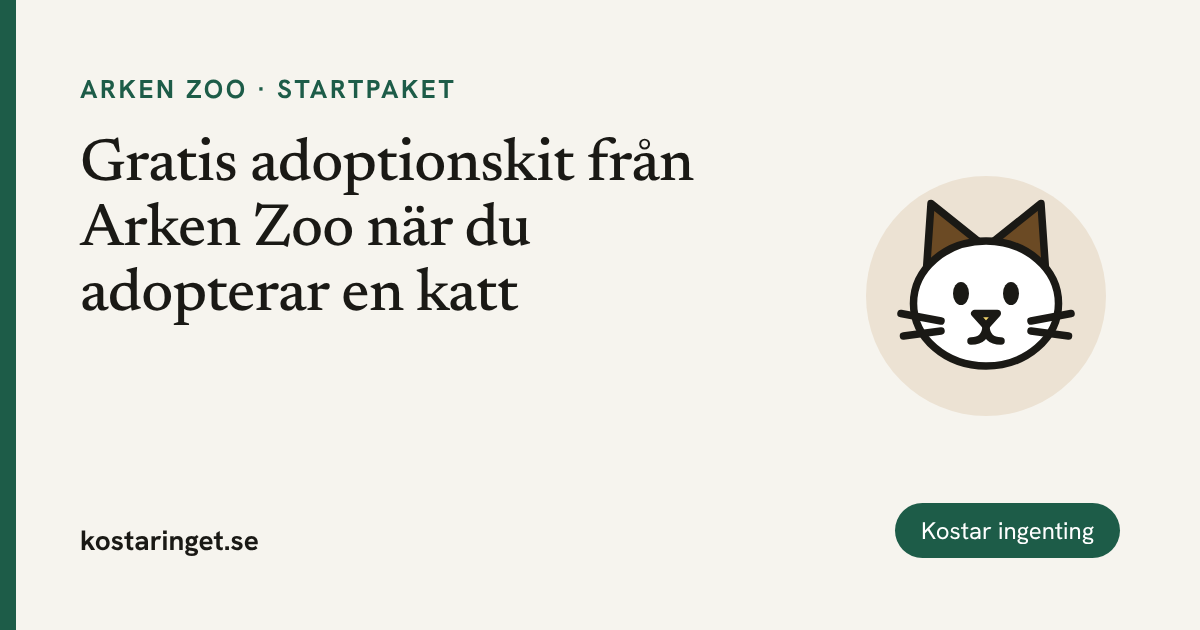 ARKEN ZOO · STARTPAKET
Gratis adoptionskit från
Arken Zoo när du
adopterar en katt
kostaringet.se
Kostar ingenting